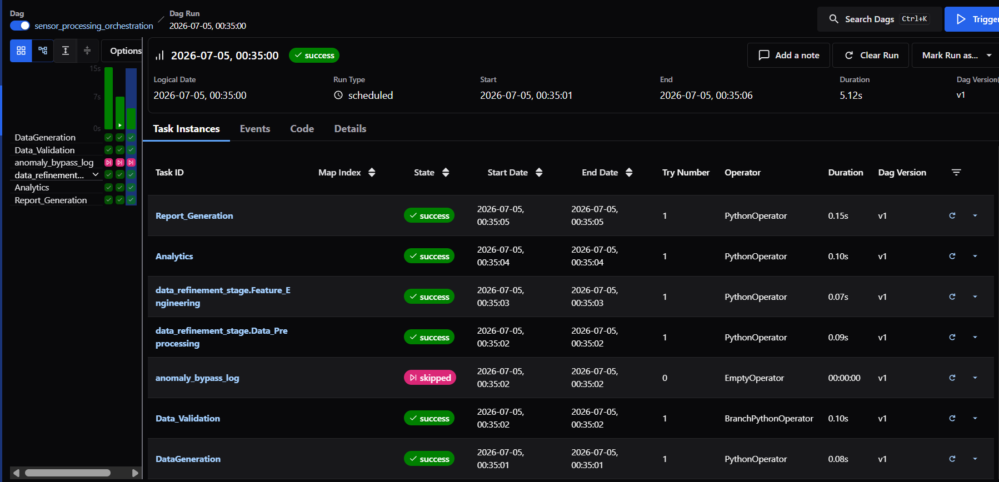 Dag
sensor_processing_orchestration
Dag Run
2026-07-05, 00:35:00
Search Dags Ctrl+K
Trigger
Options
15s
7s
0s
DataGeneration
Data_Validation
anomaly_bypass_log
data_refinement...
Analytics
Report_Generation
2026-07-05, 00:35:00 success
Add a note
Clear Run
Mark Run as...
Logical Date Run Type Start End Duration Dag Version(
2026-07-05, 00:35:00 scheduled 2026-07-05, 00:35:01 2026-07-05, 00:35:06 5.12s v1
Task Instances Events Code Details
Task ID Map Index State Start Date End Date Try Number Operator Duration Dag Version
Report_Generation success 2026-07-05, 00:35:05 2026-07-05, 00:35:05 1 PythonOperator 0.15s v1
Analytics success 2026-07-05, 00:35:04 2026-07-05, 00:35:04 1 PythonOperator 0.10s v1
data_refinement_stage.Feature_Engineering success 2026-07-05, 00:35:03 2026-07-05, 00:35:03 1 PythonOperator 0.07s v1
data_refinement_stage.Data_Preprocessing success 2026-07-05, 00:35:02 2026-07-05, 00:35:02 1 PythonOperator 0.09s v1
anomaly_bypass_log skipped 2026-07-05, 00:35:02 2026-07-05, 00:35:02 0 EmptyOperator 00:00:00 v1
Data_Validation success 2026-07-05, 00:35:02 2026-07-05, 00:35:02 1 BranchPythonOperator 0.10s v1
DataGeneration success 2026-07-05, 00:35:01 2026-07-05, 00:35:01 1 PythonOperator 0.08s v1